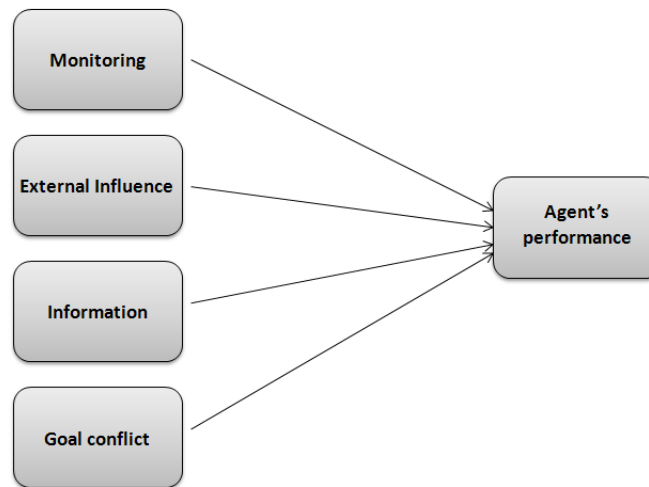 Monitoring
External Influence
Information
Goal conflict
Agent’s
performance